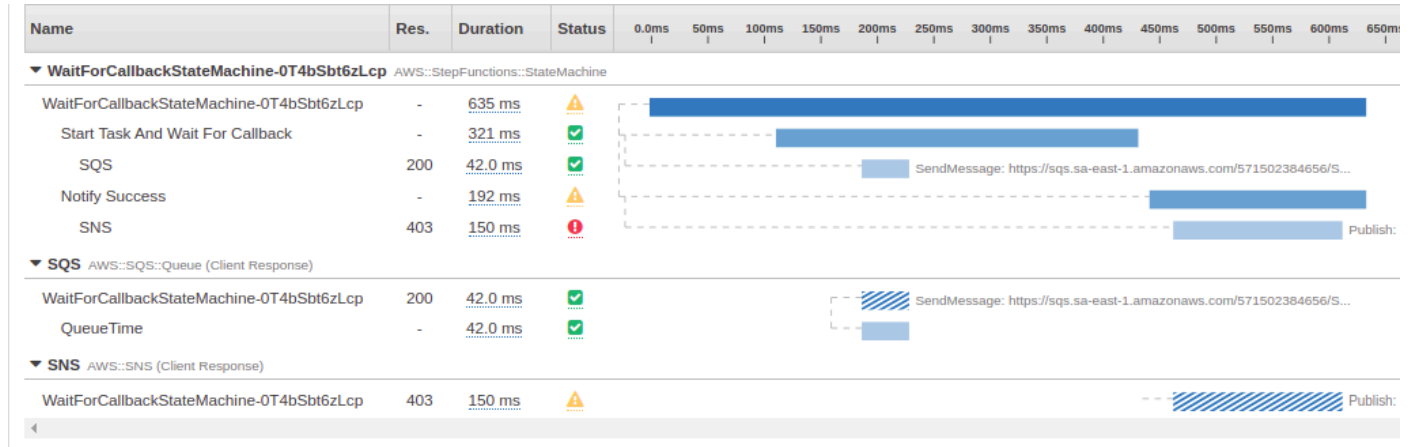 Name Res. Duration Status 0.0ms 50ms 100ms 150ms 200ms 250ms 300ms 350ms 400ms 450ms 500ms 550ms 600ms 650ms
WaitForCallbackStateMachine-0T4bSbt6zLcp AWS::StepFunctions::StateMachine
WaitForCallbackStateMachine-0T4bSbt6zLcp - 635 ms
Start Task And Wait For Callback - 321 ms
SQS 200 42.0 ms SendMessage: https://sqs.sa-east-1.amazonaws.com/571502384656/S...
Notify Success - 192 ms
SNS 403 150 ms Publish:
SQS AWS::SQS::Queue (Client Response)
WaitForCallbackStateMachine-0T4bSbt6zLcp 200 42.0 ms SendMessage: https://sqs.sa-east-1.amazonaws.com/571502384656/S...
QueueTime - 42.0 ms
SNS AWS::SNS (Client Response)
WaitForCallbackStateMachine-0T4bSbt6zLcp 403 150 ms Publish: